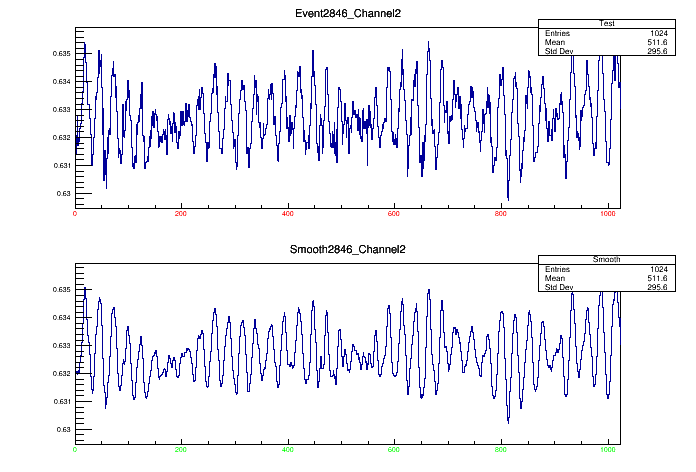 Event2846_Channel2
Test
Entries 1024
Mean 511.6
Std Dev 295.6
0.635
0.634
0.633
0.632
0.631
0.63
0 200 400 600 800 1000
Smooth2846_Channel2
Smooth
Entries 1024
Mean 511.6
Std Dev 295.6
0.635
0.634
0.633
0.632
0.631
0.63
0 200 400 600 800 1000